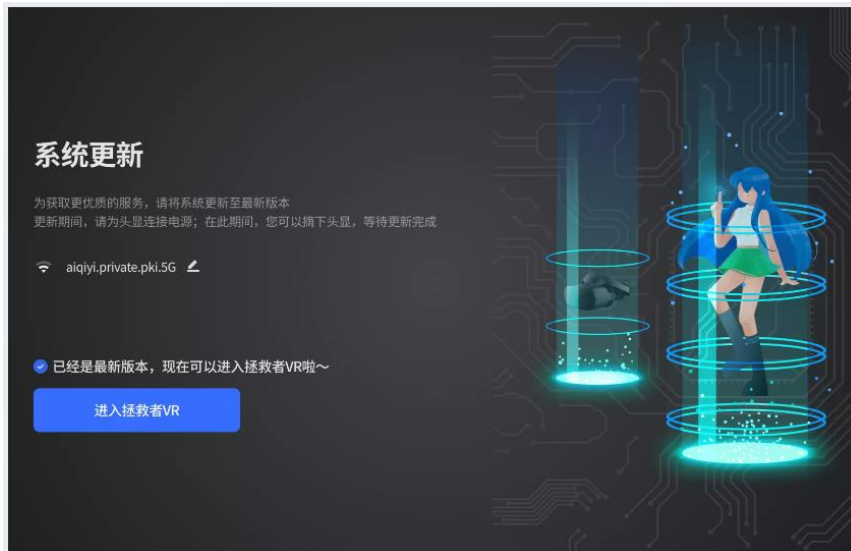 系统更新
为获取更优质的服务，请将系统更新至最新版本
更新期间，请为头显连接电源；在此期间，您可以摘下头显，等待更新完成
aiqiyi.private.pki.5G
已经是最新版本，现在可以进入拯救者VR啦～
进入拯救者VR